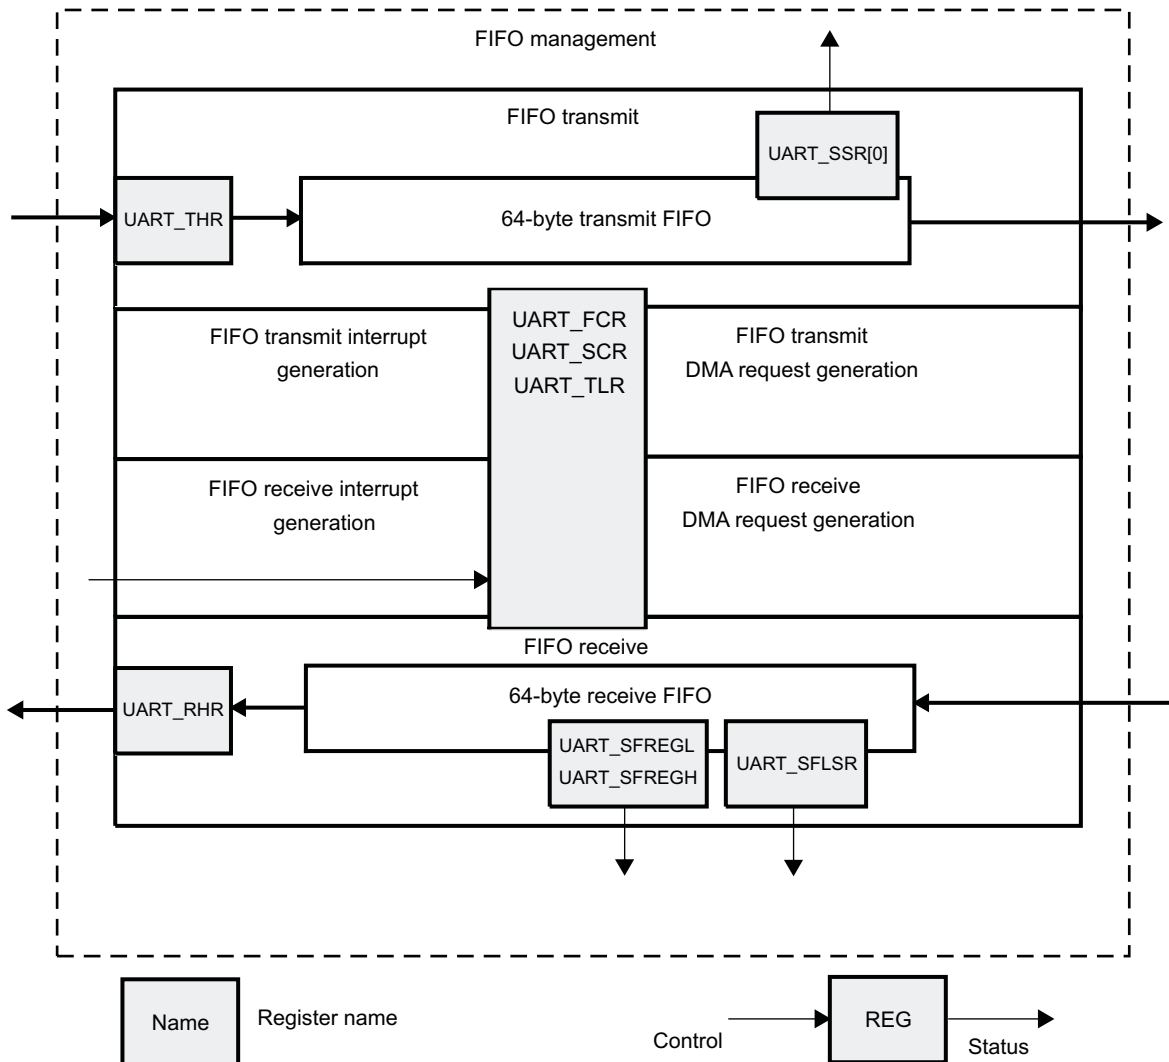 FIFO management
FIFO transmit
UART_SSR[0]
UART_THR
64-byte transmit FIFO
UART_FCR
UART_SCR
UART_TLR
FIFO transmit interrupt
generation
FIFO transmit
DMA request generation
FIFO receive interrupt
generation
FIFO receive
DMA request generation
FIFO receive
64-byte receive FIFO
UART_RHR
UART_SFREGL
UART_SFREGH
UART_SFLSR
Name
Register name
Control
REG
Status